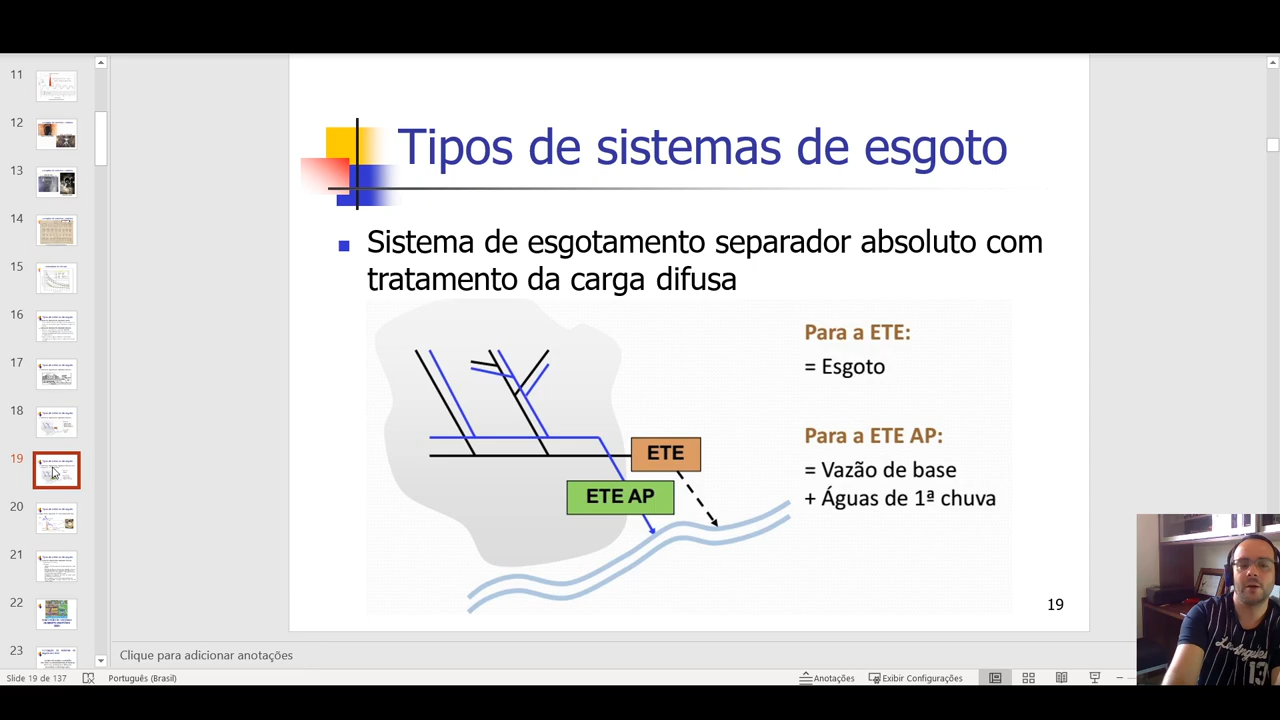 11
12
13
14
15
16
17
18
19
20
21
22
23
Tipos de sistemas de esgoto
Sistema de esgotamento separador absoluto com
tratamento da carga difusa
Para a ETE:
= Esgoto
Para a ETE AP:
= Vazão de base
+ Águas de 1ª chuva
ETE
ETE AP
19
Clique para adicionar anotações
Slide 19 de 137
Português (Brasil)
Anotações
Exibir Configurações
13